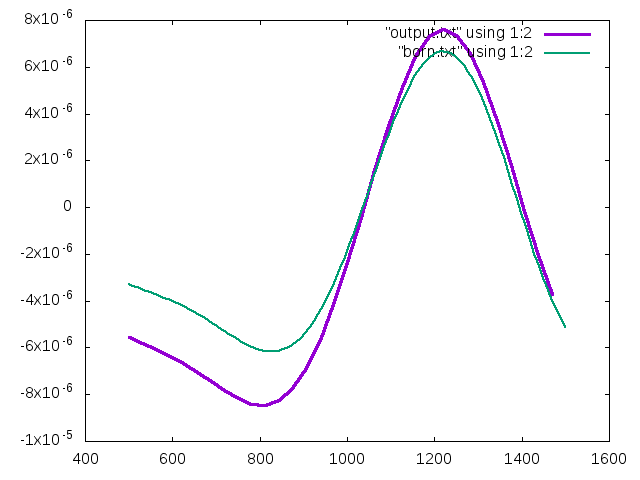 8x10⁻⁶
"output.txt" using 1:2
"born.txt" using 1:2
6x10⁻⁶
4x10⁻⁶
2x10⁻⁶
0
-2x10⁻⁶
-4x10⁻⁶
-6x10⁻⁶
-8x10⁻⁶
-1x10⁻⁵
400 600 800 1000 1200 1400 1600